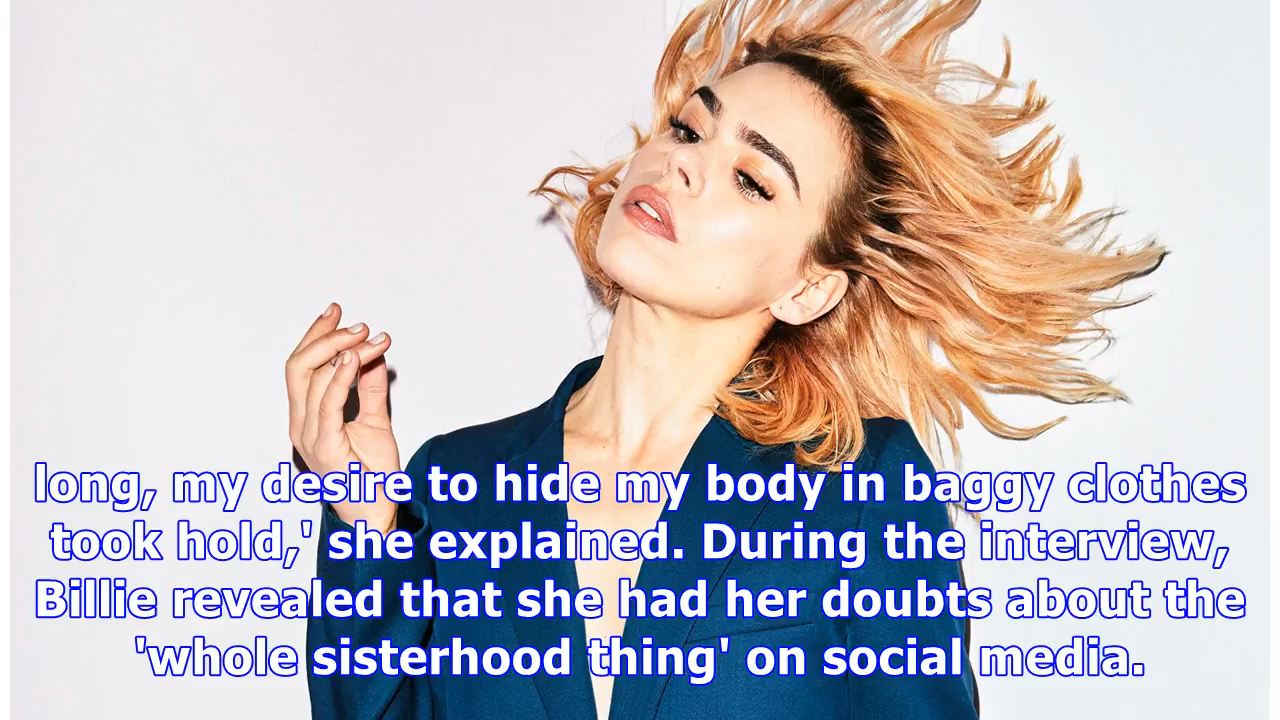 long, my desire to hide my body in baggy clothes
took hold,' she explained. During the interview,
Billie revealed that she had her doubts about the
'whole sisterhood thing' on social media.